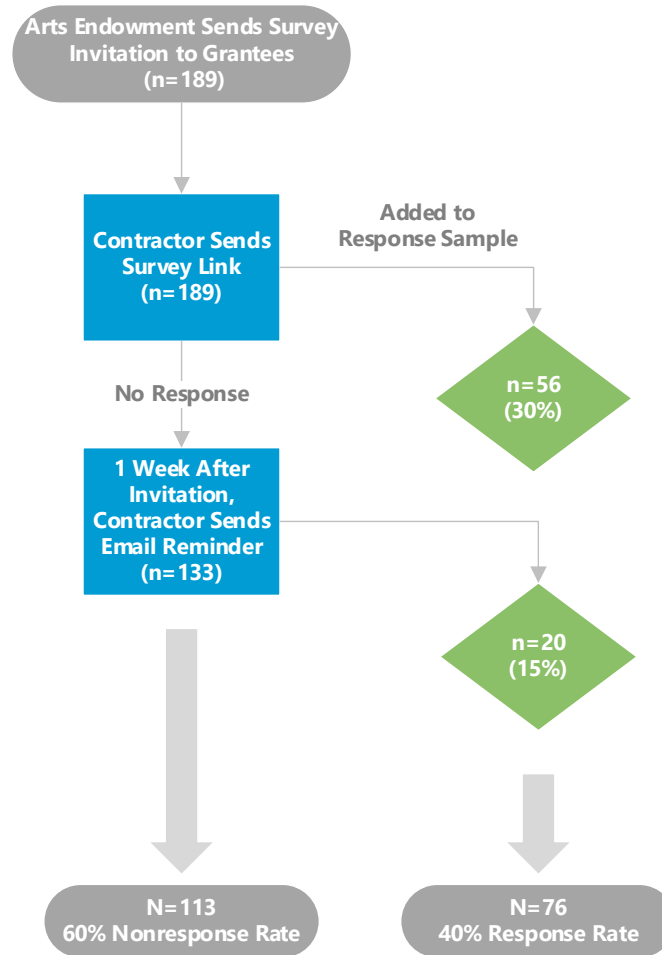 Arts Endowment Sends Survey
Invitation to Grantees
(n=189)
Contractor Sends
Survey Link
(n=189)
Added to
Response Sample
n=56
(30%)
No Response
1 Week After
Invitation,
Contractor Sends
Email Reminder
(n=133)
n=20
(15%)
N=113
60% Nonresponse Rate
N=76
40% Response Rate